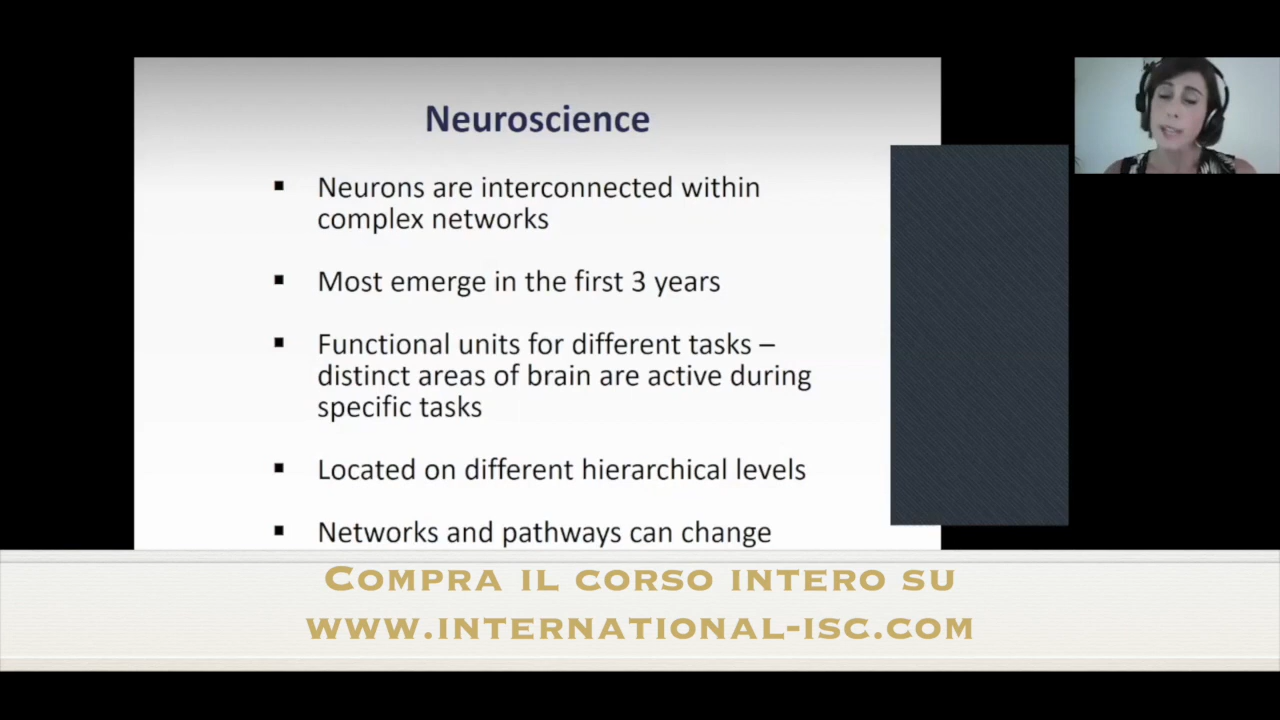 Neuroscience
▪ Neurons are interconnected within
complex networks
▪ Most emerge in the first 3 years
▪ Functional units for different tasks –
distinct areas of brain are active during
specific tasks
▪ Located on different hierarchical levels
▪ Networks and pathways can change
Compra il corso intero su
www.international-isc.com